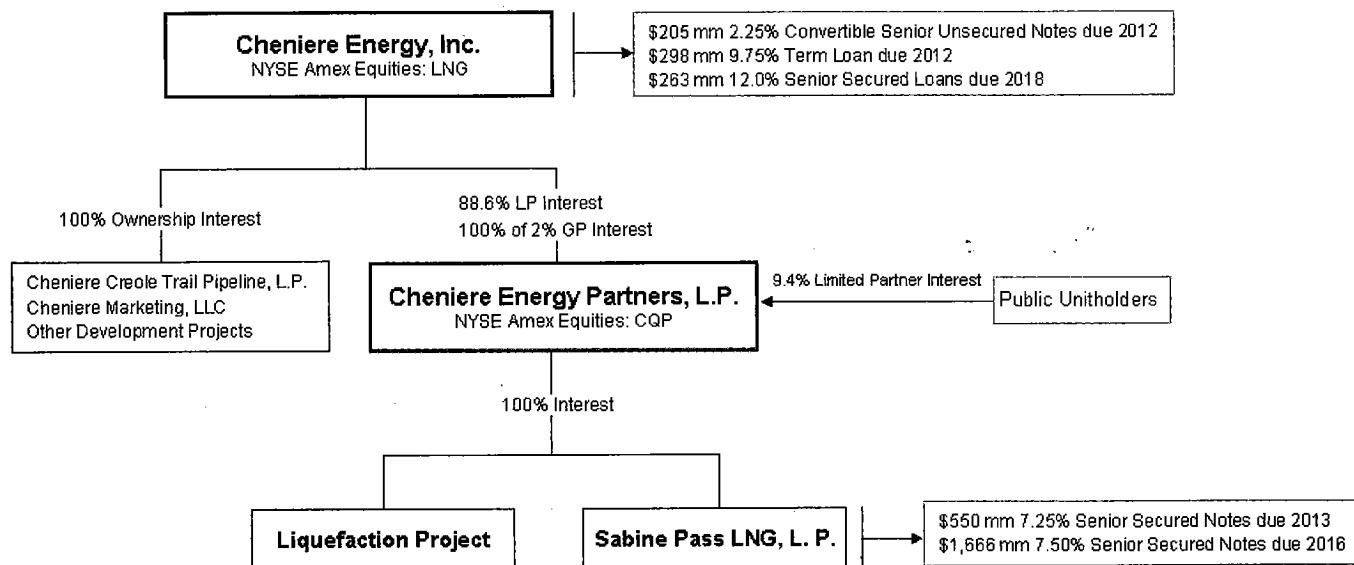 Cheniere Energy, Inc.
NYSE Amex Equities: LNG
$205 mm 2.25% Convertible Senior Unsecured Notes due 2012
$298 mm 9.75% Term Loan due 2012
$263 mm 12.0% Senior Secured Loans due 2018
100% Ownership Interest
88.6% LP Interest
100% of 2% GP Interest
Cheniere Creole Trail Pipeline, L.P.
Cheniere Marketing, LLC
Other Development Projects
Cheniere Energy Partners, L.P.
NYSE Amex Equities: CQP
9.4% Limited Partner Interest
Public Unitholders
100% Interest
Liquefaction Project
Sabine Pass LNG, L. P.
$550 mm 7.25% Senior Secured Notes due 2013
$1,666 mm 7.50% Senior Secured Notes due 2016